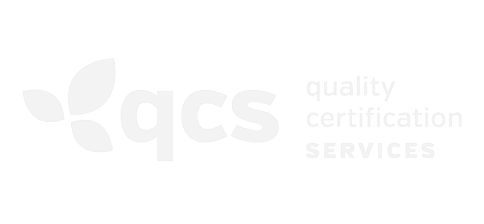 qcs
quality
certification
SERVICES